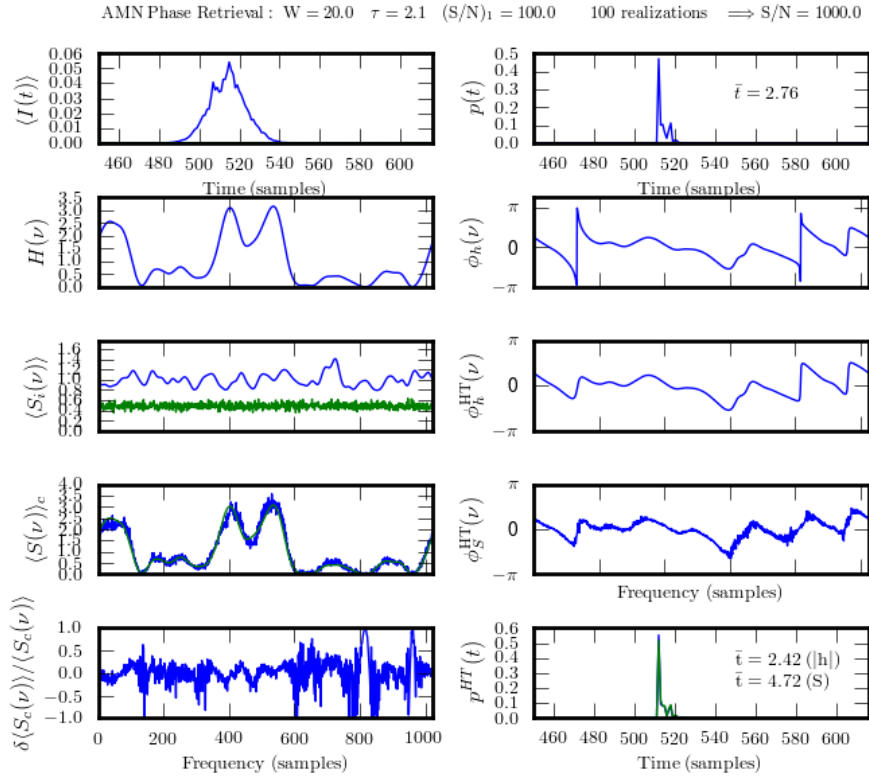 AMN Phase Retrieval : W = 20.0 τ = 2.1 (S/N)₁ = 100.0 100 realizations ⟹ S/N = 1000.0
⟨I(t)⟩
0.06
0.05
0.04
0.03
0.02
0.01
0.00
460 480 500 520 540 560 580 600
Time (samples)
p(t)
0.5
0.4
0.3
0.2
0.1
0.0
t̄ = 2.76
460 480 500 520 540 560 580 600
Time (samples)
H(ν)
3.5
3.0
2.5
2.0
1.5
1.0
0.5
0.0
ϕₕ(ν)
π
0
−π
⟨Sᵢ(ν)⟩
1.6
1.4
1.2
1.0
0.8
0.6
0.4
0.2
0.0
ϕₕᴴᵀ(ν)
π
0
−π
⟨S(ν)⟩_c
4.0
3.5
3.0
2.5
2.0
1.5
1.0
0.5
0.0
0 200 400 600 800 1000
ϕ_S^HT(ν)
π
0
−π
Frequency (samples)
δ⟨S_c(ν)⟩/⟨S_c(ν)⟩
1.0
0.5
0.0
−0.5
−1.0
0 200 400 600 800 1000
Frequency (samples)
p^HT(t)
0.6
0.5
0.4
0.3
0.2
0.1
0.0
t̄ = 2.42 (|h|)
t̄ = 4.72 (S)
460 480 500 520 540 560 580 600
Time (samples)